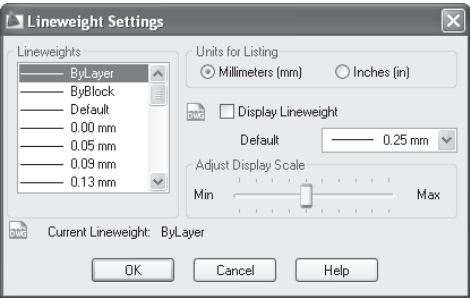 Lineweight Settings
Lineweights
ByLayer
ByBlock
Default
0.00 mm
0.05 mm
0.09 mm
0.13 mm
Units for Listing
Millimeters (mm) Inches (in)
DWG Display Lineweight
Default 0.25 mm
Adjust Display Scale
Min Max
DWG Current Lineweight: ByLayer
OK Cancel Help